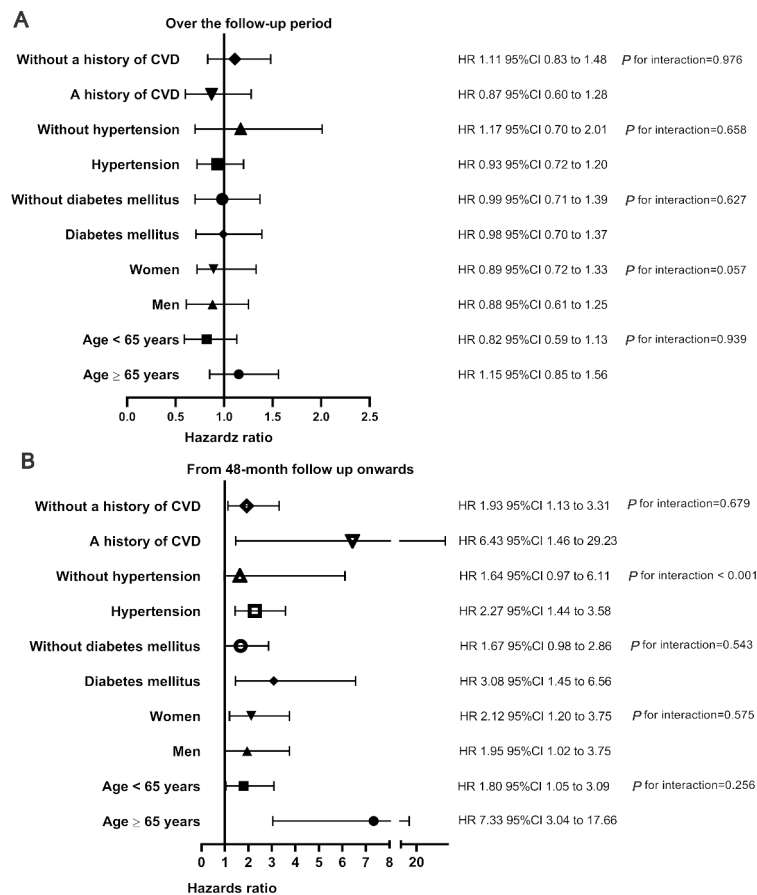 A
Over the follow-up period
Without a history of CVD HR 1.11 95%CI 0.83 to 1.48 P for interaction=0.976
A history of CVD HR 0.87 95%CI 0.60 to 1.28
Without hypertension HR 1.17 95%CI 0.70 to 2.01 P for interaction=0.658
Hypertension HR 0.93 95%CI 0.72 to 1.20
Without diabetes mellitus HR 0.99 95%CI 0.71 to 1.39 P for interaction=0.627
Diabetes mellitus HR 0.98 95%CI 0.70 to 1.37
Women HR 0.89 95%CI 0.72 to 1.33 P for interaction=0.057
Men HR 0.88 95%CI 0.61 to 1.25
Age < 65 years HR 0.82 95%CI 0.59 to 1.13 P for interaction=0.939
Age ≥ 65 years HR 1.15 95%CI 0.85 to 1.56
0.0 0.5 1.0 1.5 2.0 2.5
Hazardz ratio
B
From 48-month follow up onwards
Without a history of CVD HR 1.93 95%CI 1.13 to 3.31 P for interaction=0.679
A history of CVD HR 6.43 95%CI 1.46 to 29.23
Without hypertension HR 1.64 95%CI 0.97 to 6.11 P for interaction < 0.001
Hypertension HR 2.27 95%CI 1.44 to 3.58
Without diabetes mellitus HR 1.67 95%CI 0.98 to 2.86 P for interaction=0.543
Diabetes mellitus HR 3.08 95%CI 1.45 to 6.56
Women HR 2.12 95%CI 1.20 to 3.75 P for interaction=0.575
Men HR 1.95 95%CI 1.02 to 3.75
Age < 65 years HR 1.80 95%CI 1.05 to 3.09 P for interaction=0.256
Age ≥ 65 years HR 7.33 95%CI 3.04 to 17.66
0 1 2 3 4 5 6 7 8 20
Hazards ratio